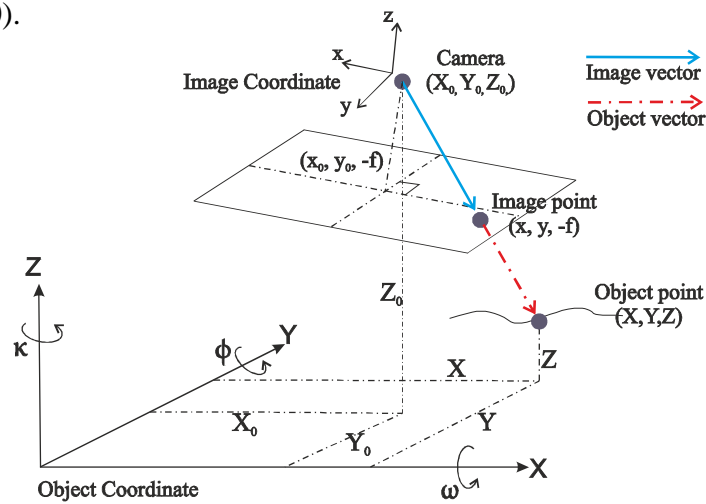 ).
z
x
Camera
(X₀, Y₀, Z₀,)
Image Coordinate
y
Image vector
Object vector
(x₀, y₀, -f)
Image point
(x, y, -f)
Z
Z₀
Object point
(X,Y,Z)
κ
ϕ
Y
X
Z
X₀
Y₀
Y
X
Object Coordinate
ω